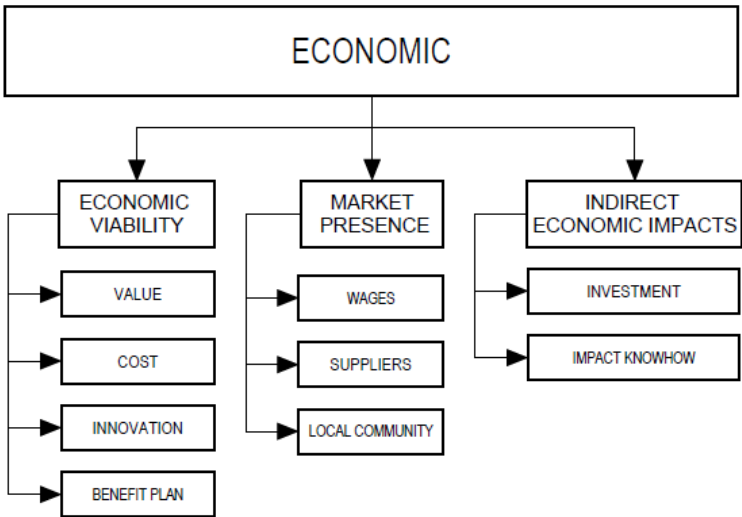 ECONOMIC
ECONOMIC
VIABILITY
VALUE
COST
INNOVATION
BENEFIT PLAN
MARKET
PRESENCE
WAGES
SUPPLIERS
LOCAL COMMUNITY
INDIRECT
ECONOMIC IMPACTS
INVESTMENT
IMPACT KNOWHOW